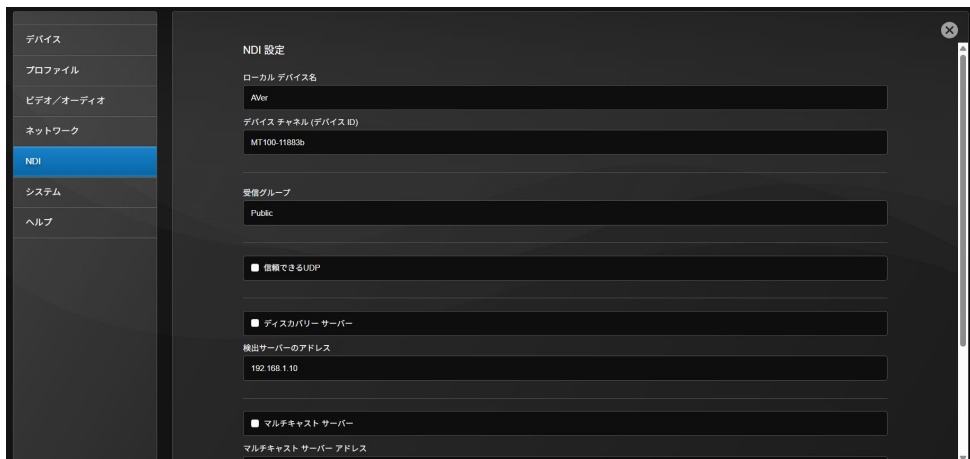 デバイス
プロファイル
ビデオ／オーディオ
ネットワーク
NDI
システム
ヘルプ
NDI 設定
ローカル デバイス名
AVer
デバイス チャネル (デバイス ID)
MT100-11883b
受信グループ
Public
信頼できるUDP
ディスカバリー サーバー
検出サーバーのアドレス
192.168.1.10
マルチキャスト サーバー
マルチキャスト サーバー アドレス